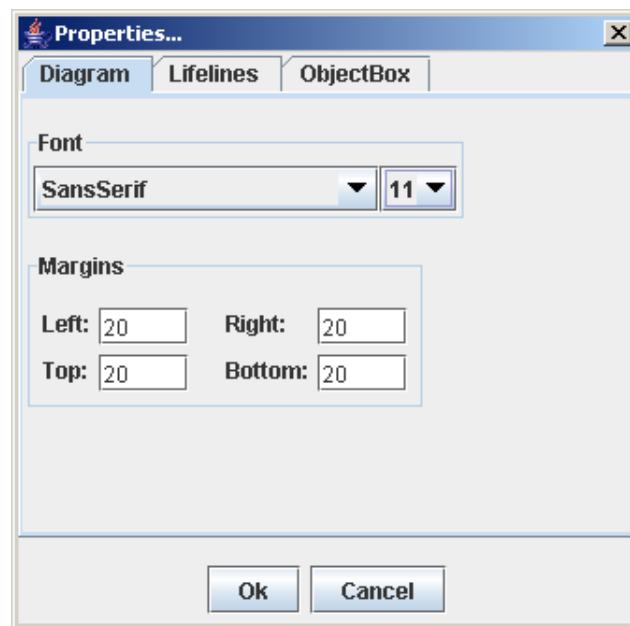 Properties...
Diagram Lifelines ObjectBox
Font
SansSerif 11
Margins
Left: 20 Right: 20
Top: 20 Bottom: 20
Ok Cancel